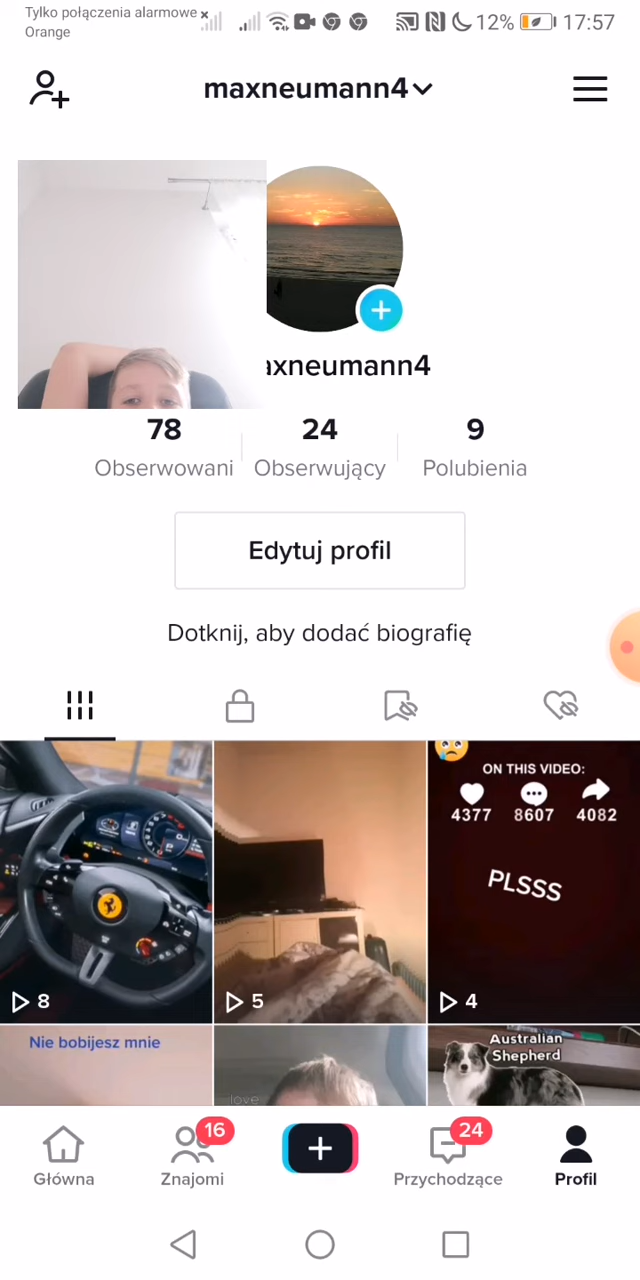 Tylko połączenia alarmowe
Orange
12%
17:57
maxneumann4
axneumann4
78
24
9
Obserwowani
Obserwujący
Polubienia
Edytuj profil
Dotknij, aby dodać biografię
ON THIS VIDEO:
4377
8607
4082
PLSSS
8
5
4
Nie bobijesz mnie
love
Australian
Shepherd
16
24
Główna
Znajomi
Przychodzące
Profil